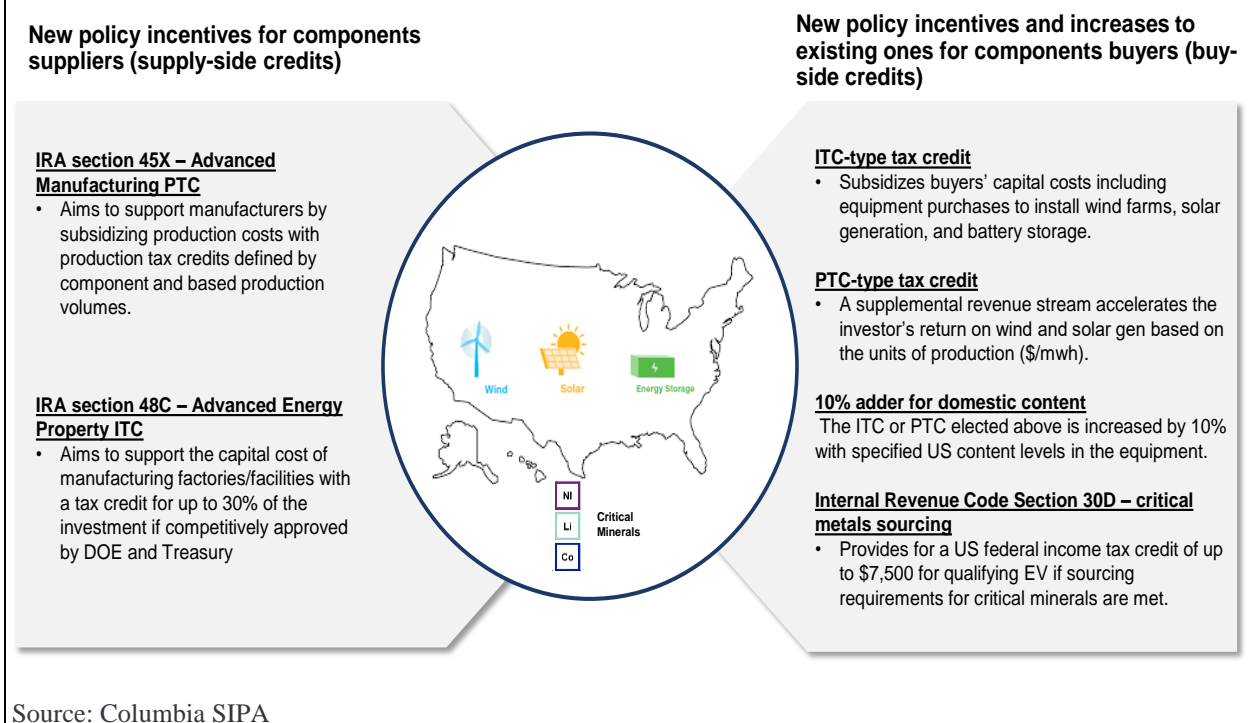 New policy incentives for components
suppliers (supply-side credits)
IRA section 45X – Advanced
Manufacturing PTC
• Aims to support manufacturers by
subsidizing production costs with
production tax credits defined by
component and based production
volumes.
IRA section 48C – Advanced Energy
Property ITC
• Aims to support the capital cost of
manufacturing factories/facilities with
a tax credit for up to 30% of the
investment if competitively approved
by DOE and Treasury
Wind
Solar
Energy Storage
NI
Li
Co
Critical
Minerals
New policy incentives and increases to
existing ones for components buyers (buy-
side credits)
ITC-type tax credit
• Subsidizes buyers’ capital costs including
equipment purchases to install wind farms, solar
generation, and battery storage.
PTC-type tax credit
• A supplemental revenue stream accelerates the
investor’s return on wind and solar gen based on
the units of production ($/mwh).
10% adder for domestic content
The ITC or PTC elected above is increased by 10%
with specified US content levels in the equipment.
Internal Revenue Code Section 30D – critical
metals sourcing
• Provides for a US federal income tax credit of up
to $7,500 for qualifying EV if sourcing
requirements for critical minerals are met.
Source: Columbia SIPA